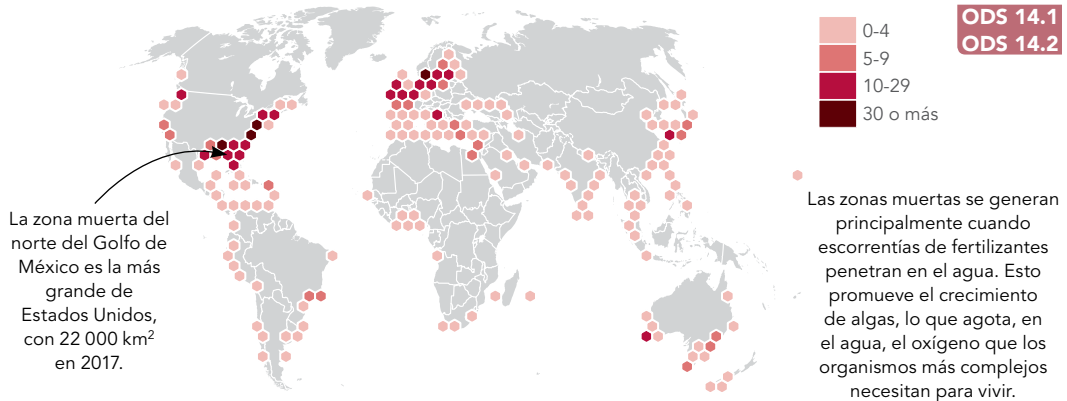 0-4
5-9
10-29
30 o más
ODS 14.1
ODS 14.2
La zona muerta del
norte del Golfo de
México es la más
grande de
Estados Unidos,
con 22 000 km²
en 2017.
Las zonas muertas se generan
principalmente cuando
escorrentías de fertilizantes
penetran en el agua. Esto
promueve el crecimiento
de algas, lo que agota, en
el agua, el oxígeno que los
organismos más complejos
necesitan para vivir.